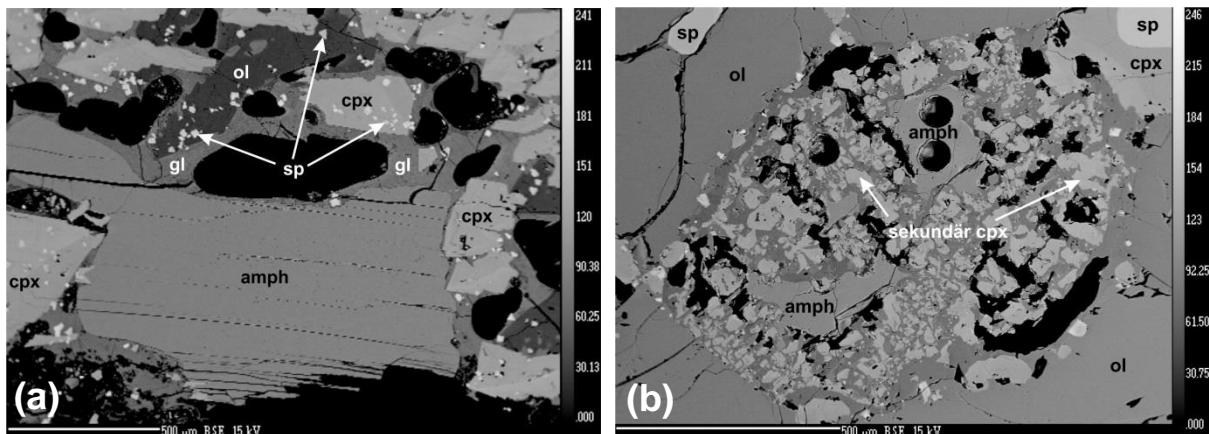 241
211
181
151
120
90.38
60.25
30.13
.000
ol
cpx
gl
sp
gl
cpx
cpx
amph
(a)
500 µm BSE 15 kV
246
215
184
153
123
92.25
61.50
30.75
.000
sp
sp
cpx
ol
amph
sekundär cpx
amph
ol
(b)
500 µm BSE 15 kV